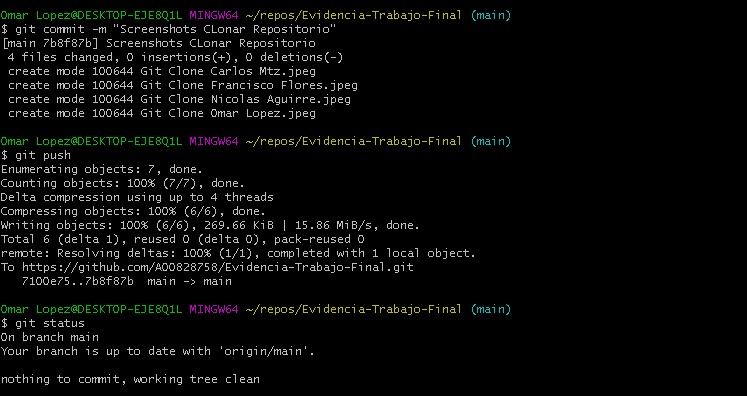 Omar Lopez@DESKTOP-EJE8Q1L MINGW64 ~/repos/Evidencia-Trabajo-Final (main)
$ git commit -m "Screenshots CLonar Repositorio"
[main 7b8f87b] Screenshots CLonar Repositorio
 4 files changed, 0 insertions(+), 0 deletions(-)
 create mode 100644 Git Clone Carlos Mtz.jpeg
 create mode 100644 Git Clone Francisco Flores.jpeg
 create mode 100644 Git Clone Nicolas Aguirre.jpeg
 create mode 100644 Git Clone Omar Lopez.jpeg

Omar Lopez@DESKTOP-EJE8Q1L MINGW64 ~/repos/Evidencia-Trabajo-Final (main)
$ git push
Enumerating objects: 7, done.
Counting objects: 100% (7/7), done.
Delta compression using up to 4 threads
Compressing objects: 100% (6/6), done.
Writing objects: 100% (6/6), 269.66 KiB | 15.86 MiB/s, done.
Total 6 (delta 1), reused 0 (delta 0), pack-reused 0
remote: Resolving deltas: 100% (1/1), completed with 1 local object.
To https://github.com/A00828758/Evidencia-Trabajo-Final.git
   7100e75..7b8f87b  main -> main

Omar Lopez@DESKTOP-EJE8Q1L MINGW64 ~/repos/Evidencia-Trabajo-Final (main)
$ git status
On branch main
Your branch is up to date with 'origin/main'.

nothing to commit, working tree clean